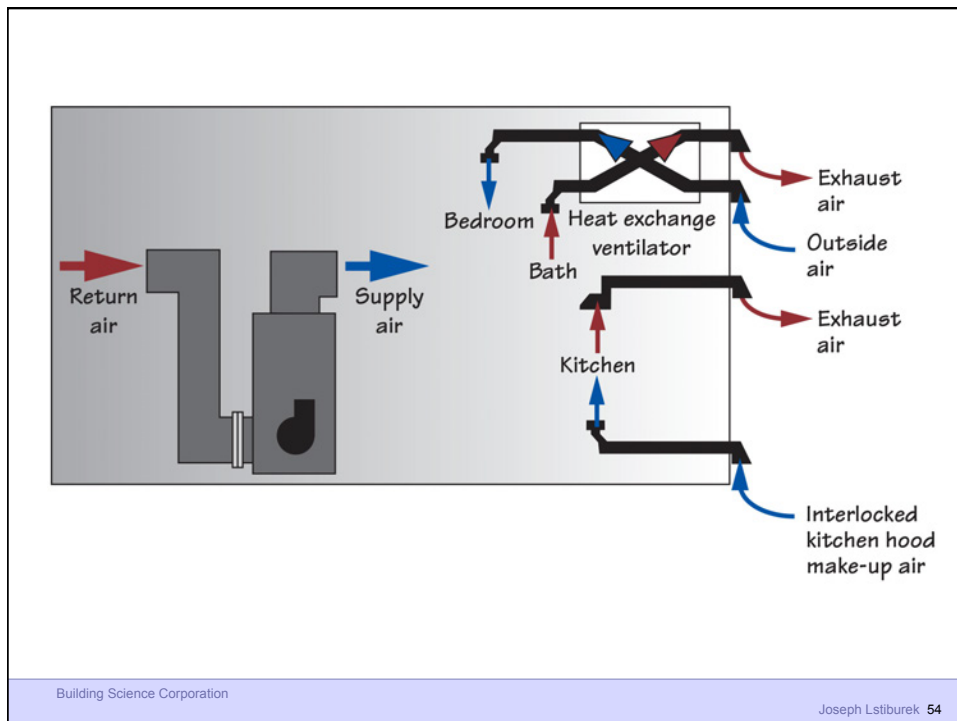 Exhaust
air
Bedroom
Heat exchange
ventilator
Outside
air
Bath
Return
air
Supply
air
Exhaust
air
Kitchen
Interlocked
kitchen hood
make-up air
Building Science Corporation
Joseph Lstiburek 54